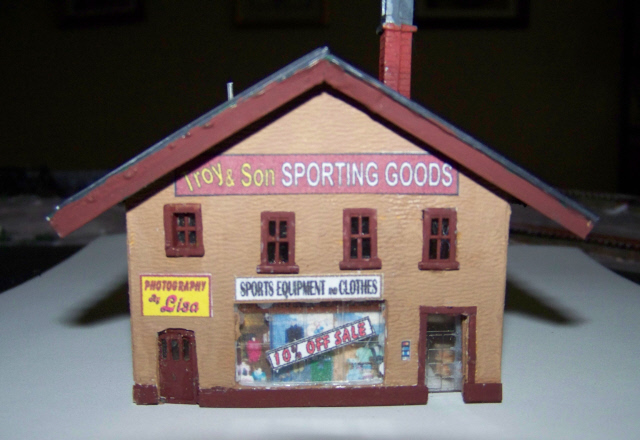 Troy & Son SPORTING GOODS
PHOTOGRAPHY
By Lisa
SPORTS EQUIPMENT AND CLOTHES
10% OFF SALE